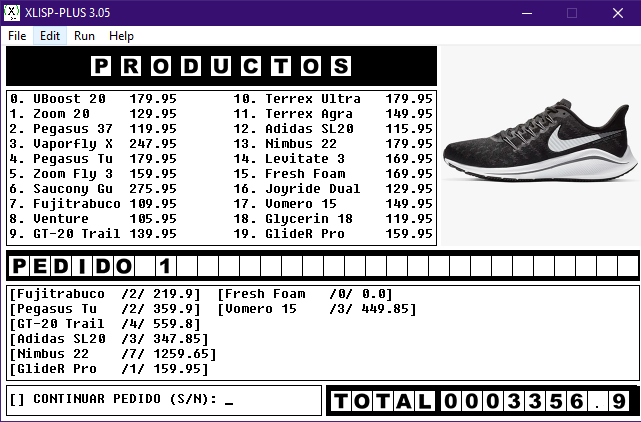 XLISP-PLUS 3.05
File Edit Run Help
PRODUCTOS
0. UBoost 20 179.95 10. Terrex Ultra 179.95
1. Zoom 20 129.95 11. Terrex Agra 149.95
2. Pegasus 37 119.95 12. Adidas SL20 115.95
3. Vaporfly X 247.95 13. Nimbus 22 179.95
4. Pegasus Tu 179.95 14. Levitate 3 169.95
5. Zoom Fly 3 159.95 15. Fresh Foam 169.95
6. Saucony Gu 275.95 16. Joyride Dual 129.95
7. Fujitrabuco 109.95 17. Vomero 15 149.95
8. Venture 105.95 18. Glycerin 18 119.95
9. GT-20 Trail 139.95 19. GlideR Pro 159.95
PEDIDO 1
[Fujitrabuco /2/ 219.9] [Fresh Foam /0/ 0.0]
[Pegasus Tu /2/ 359.9] [Vomero 15 /3/ 449.85]
[GT-20 Trail /4/ 559.8]
[Adidas SL20 /3/ 347.85]
[Nimbus 22 /7/ 1259.65]
[GlideR Pro /1/ 159.95]
[] CONTINUAR PEDIDO (S/N): _
TOTAL 0003356.9